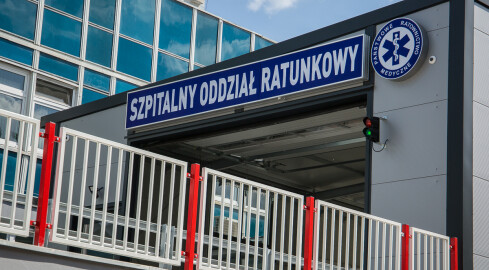 SZPITALNY ODDZIAŁ RATUNKOWY
PAŃSTWOWE RATOWNICTWO
MEDYCZNE